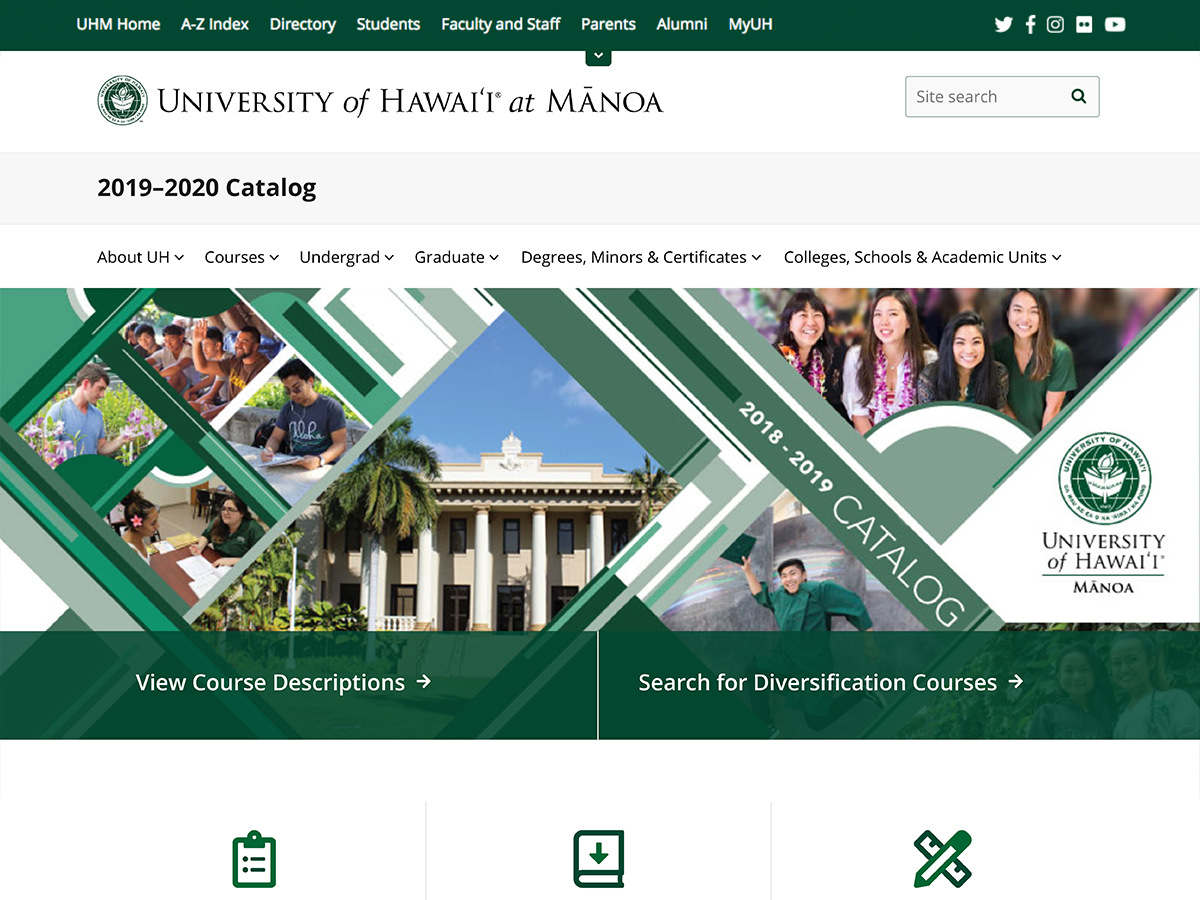 UHM Home A-Z Index Directory Students Faculty and Staff Parents Alumni MyUH
UNIVERSITY of HAWAIʻI® at MĀNOA
Site search
2019–2020 Catalog
About UH Courses Undergrad Graduate Degrees, Minors & Certificates Colleges, Schools & Academic Units
2018 - 2019 CATALOG
Aloha
UNIVERSITY
of HAWAIʻI®
MĀNOA
View Course Descriptions →
Search for Diversification Courses →